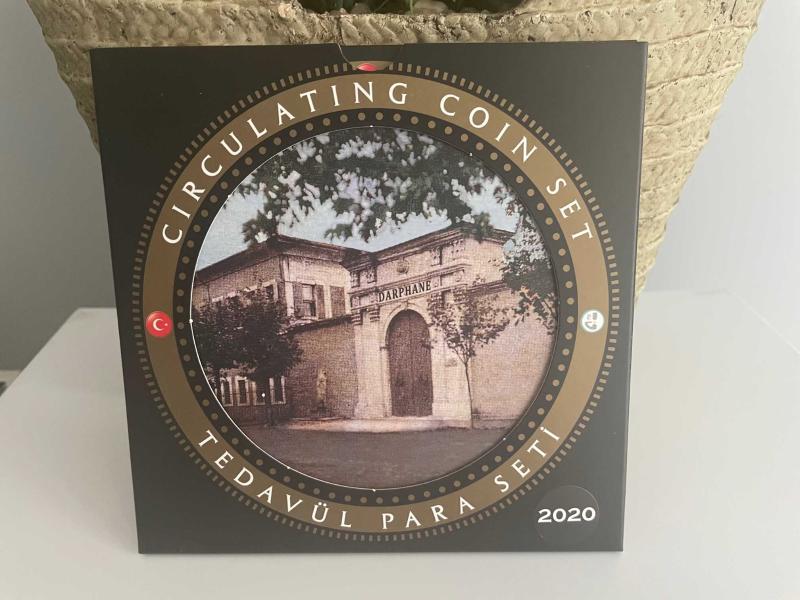 CIRCULATING COIN SET
DARPHANE
TEDAVÜL PARA SETİ
2020